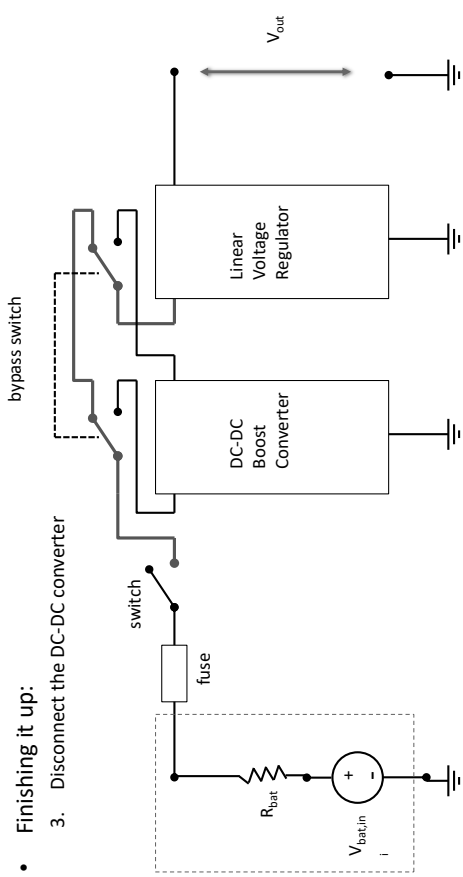 • Finishing it up:
3. Disconnect the DC-DC converter
bypass switch
switch
fuse
R_bat
V_bat,in
i
+
-
DC-DC
Boost
Converter
Linear
Voltage
Regulator
V_out